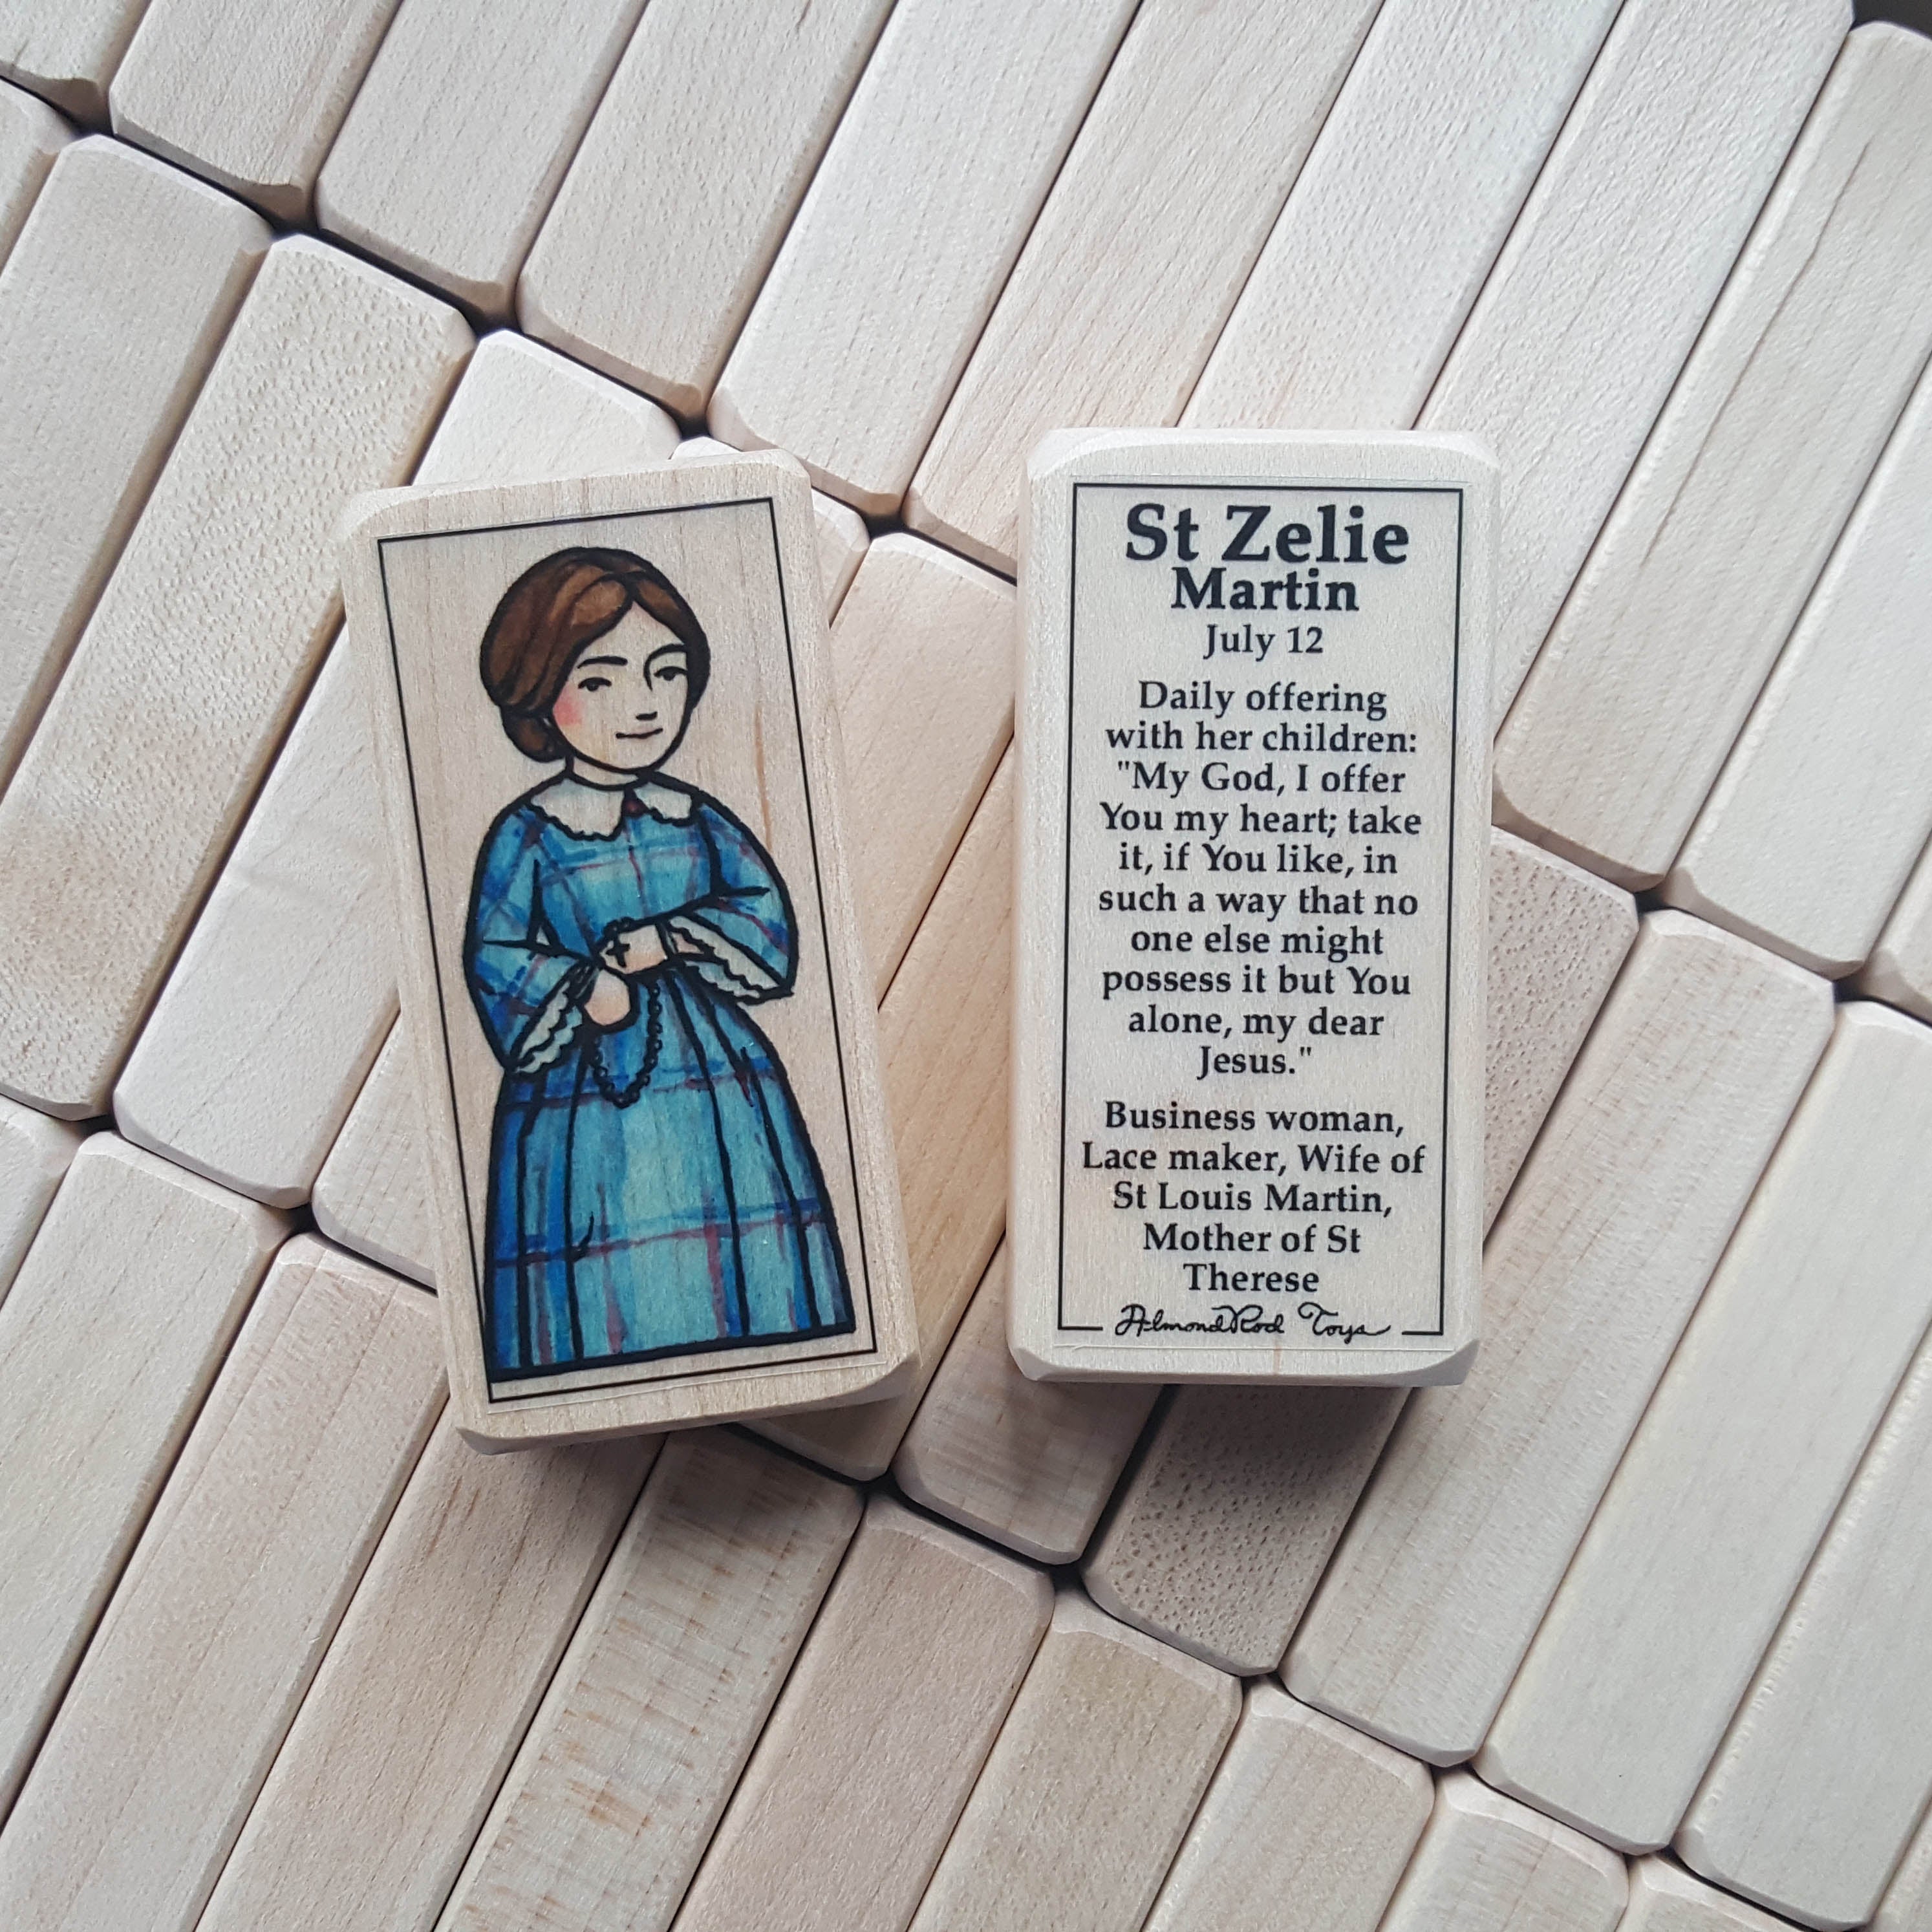 St Zelie
Martin
July 12
Daily offering
with her children:
"My God, I offer
You my heart; take
it, if You like, in
such a way that no
one else might
possess it but You
alone, my dear
Jesus."
Business woman,
Lace maker, Wife of
St Louis Martin,
Mother of St
Therese
AlmondRod Toys